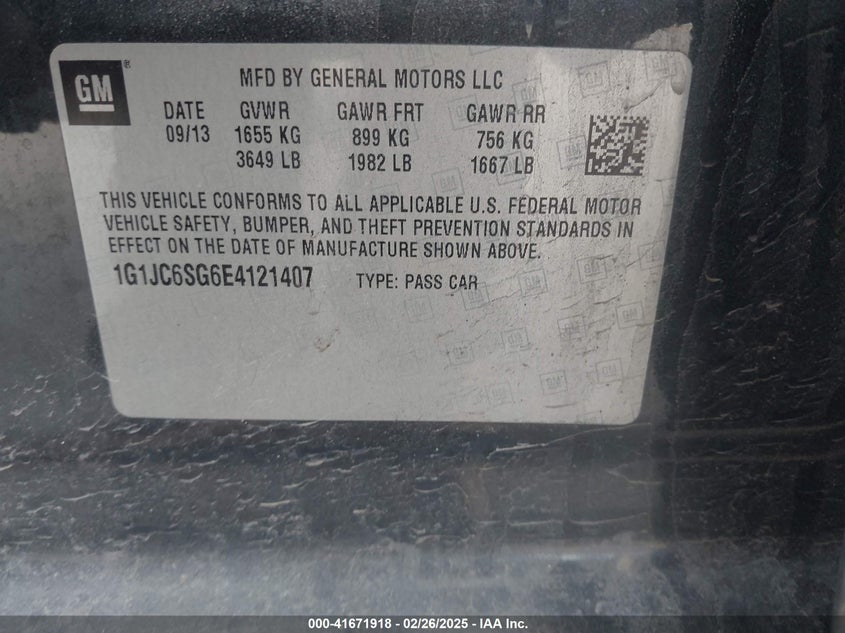 GM®
MFD BY GENERAL MOTORS LLC
DATE GVWR GAWR FRT GAWR RR
09/13 1655 KG 899 KG 756 KG
3649 LB 1982 LB 1667 LB
THIS VEHICLE CONFORMS TO ALL APPLICABLE U.S. FEDERAL MOTOR
VEHICLE SAFETY, BUMPER, AND THEFT PREVENTION STANDARDS IN
EFFECT ON THE DATE OF MANUFACTURE SHOWN ABOVE.
1G1JC6SG6E4121407 TYPE: PASS CAR
000-41671918 - 02/26/2025 - IAA Inc.